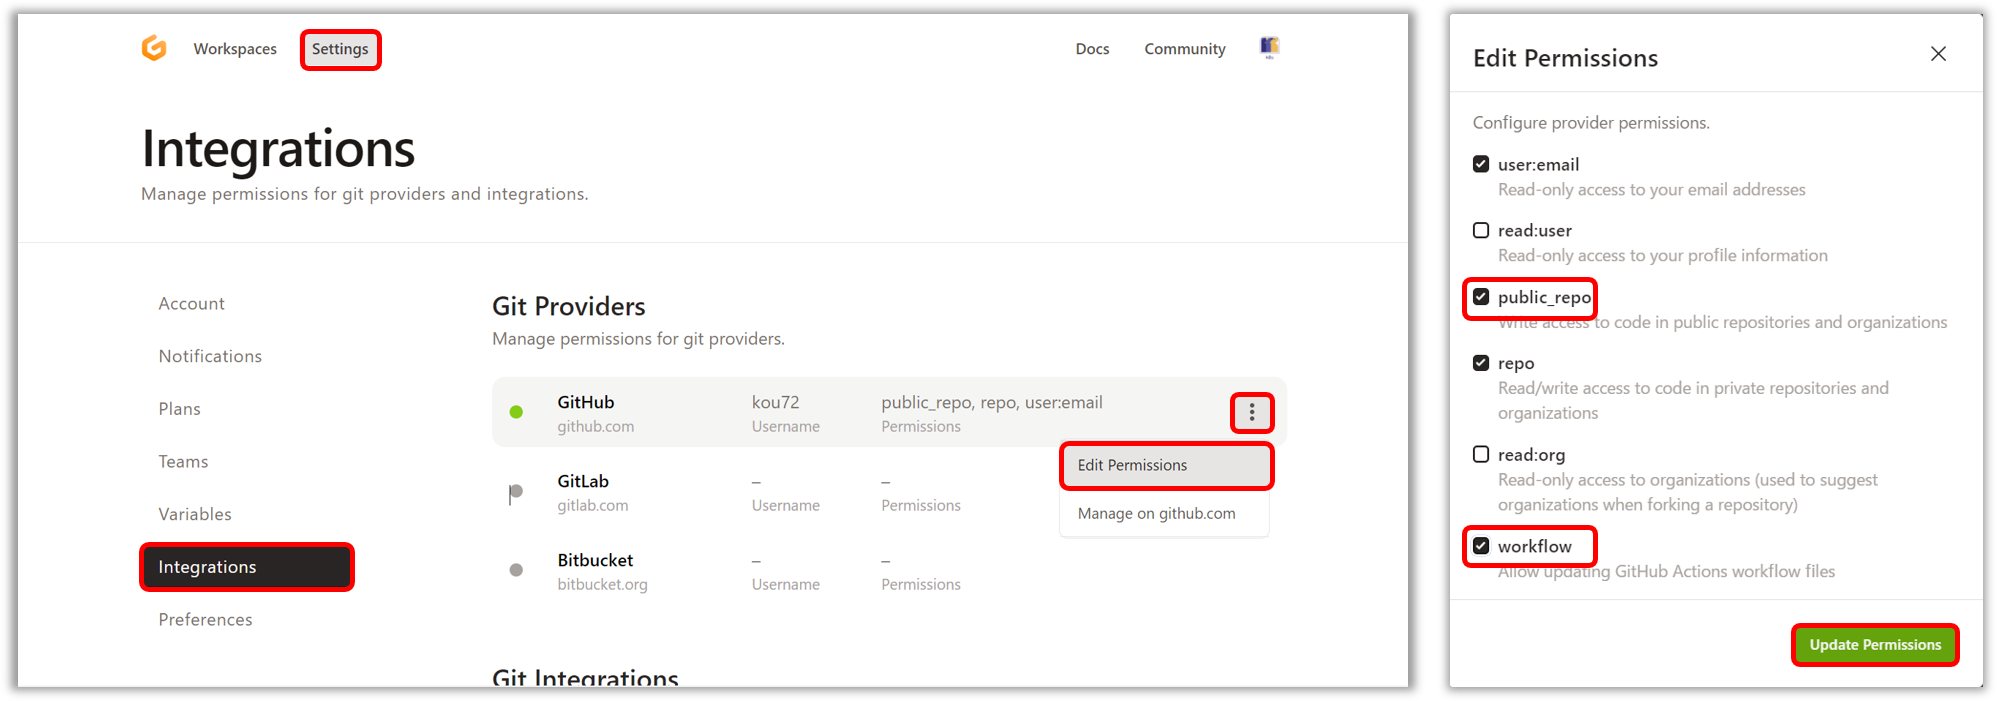 Workspaces
Settings
Docs
Community
Integrations
Manage permissions for git providers and integrations.
Account
Notifications
Plans
Teams
Variables
Integrations
Preferences
Git Providers
Manage permissions for git providers.
GitHub
kou72
public_repo, repo, user:email
github.com
Username
Permissions
Edit Permissions
Manage on github.com
GitLab
–
–
gitlab.com
Username
Permissions
Bitbucket
–
–
bitbucket.org
Username
Permissions
Git Integrations
Edit Permissions
Configure provider permissions.
user:email
Read-only access to your email addresses
read:user
Read-only access to your profile information
public_repo
Write access to code in public repositories and organizations
repo
Read/write access to code in private repositories and
organizations
read:org
Read-only access to organizations (used to suggest
organizations when forking a repository)
workflow
Allow updating GitHub Actions workflow files
Update Permissions